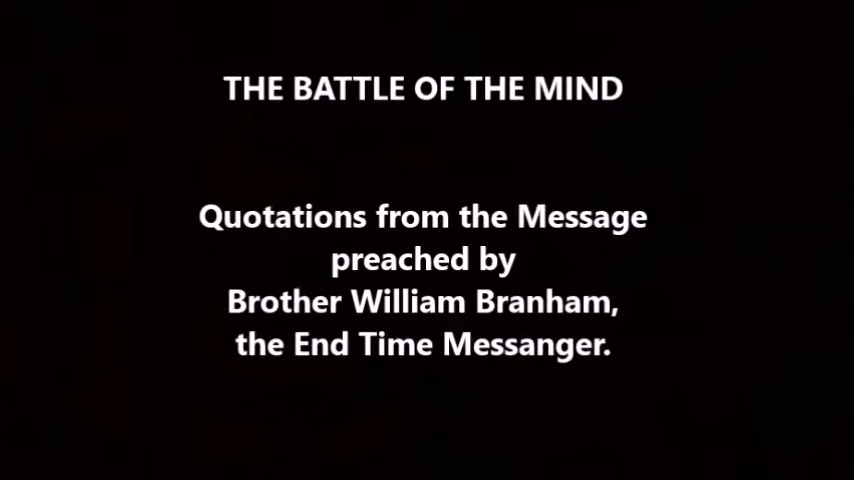 THE BATTLE OF THE MIND
Quotations from the Message
preached by
Brother William Branham,
the End Time Messanger.